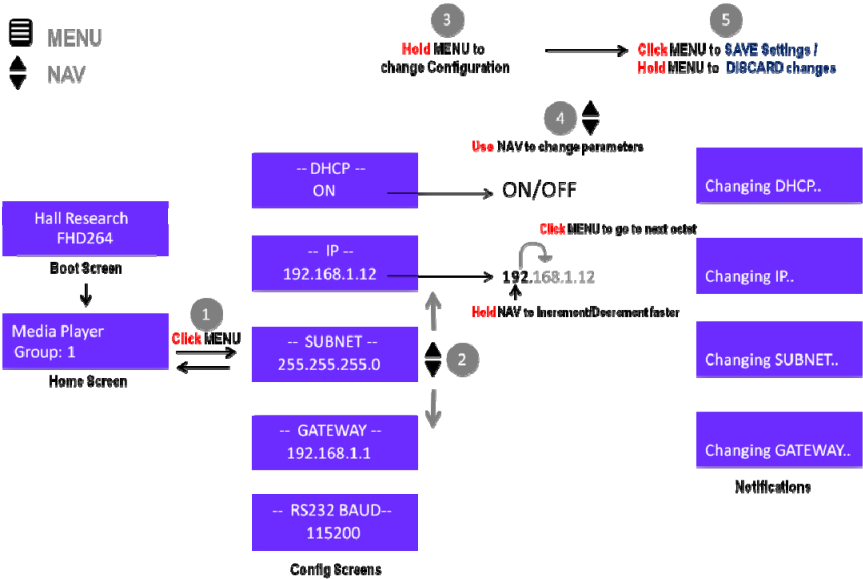 MENU
NAV
3
Hold MENU to
change Configuration
5
Click MENU to SAVE Settings /
Hold MENU to DISCARD changes
4
Use NAV to change parameters
-- DHCP --
ON
ON/OFF
Changing DHCP..
Hall Research
FHD264
Boot Screen
-- IP --
192.168.1.12
Click MENU to go to next octet
192.168.1.12
Hold NAV to Increment/Decrement faster
Changing IP..
1
Click MENU
Media Player
Group: 1
Home Screen
-- SUBNET --
255.255.255.0
2
Changing SUBNET..
-- GATEWAY --
192.168.1.1
Changing GATEWAY..
Notifications
-- RS232 BAUD--
115200
Config Screens